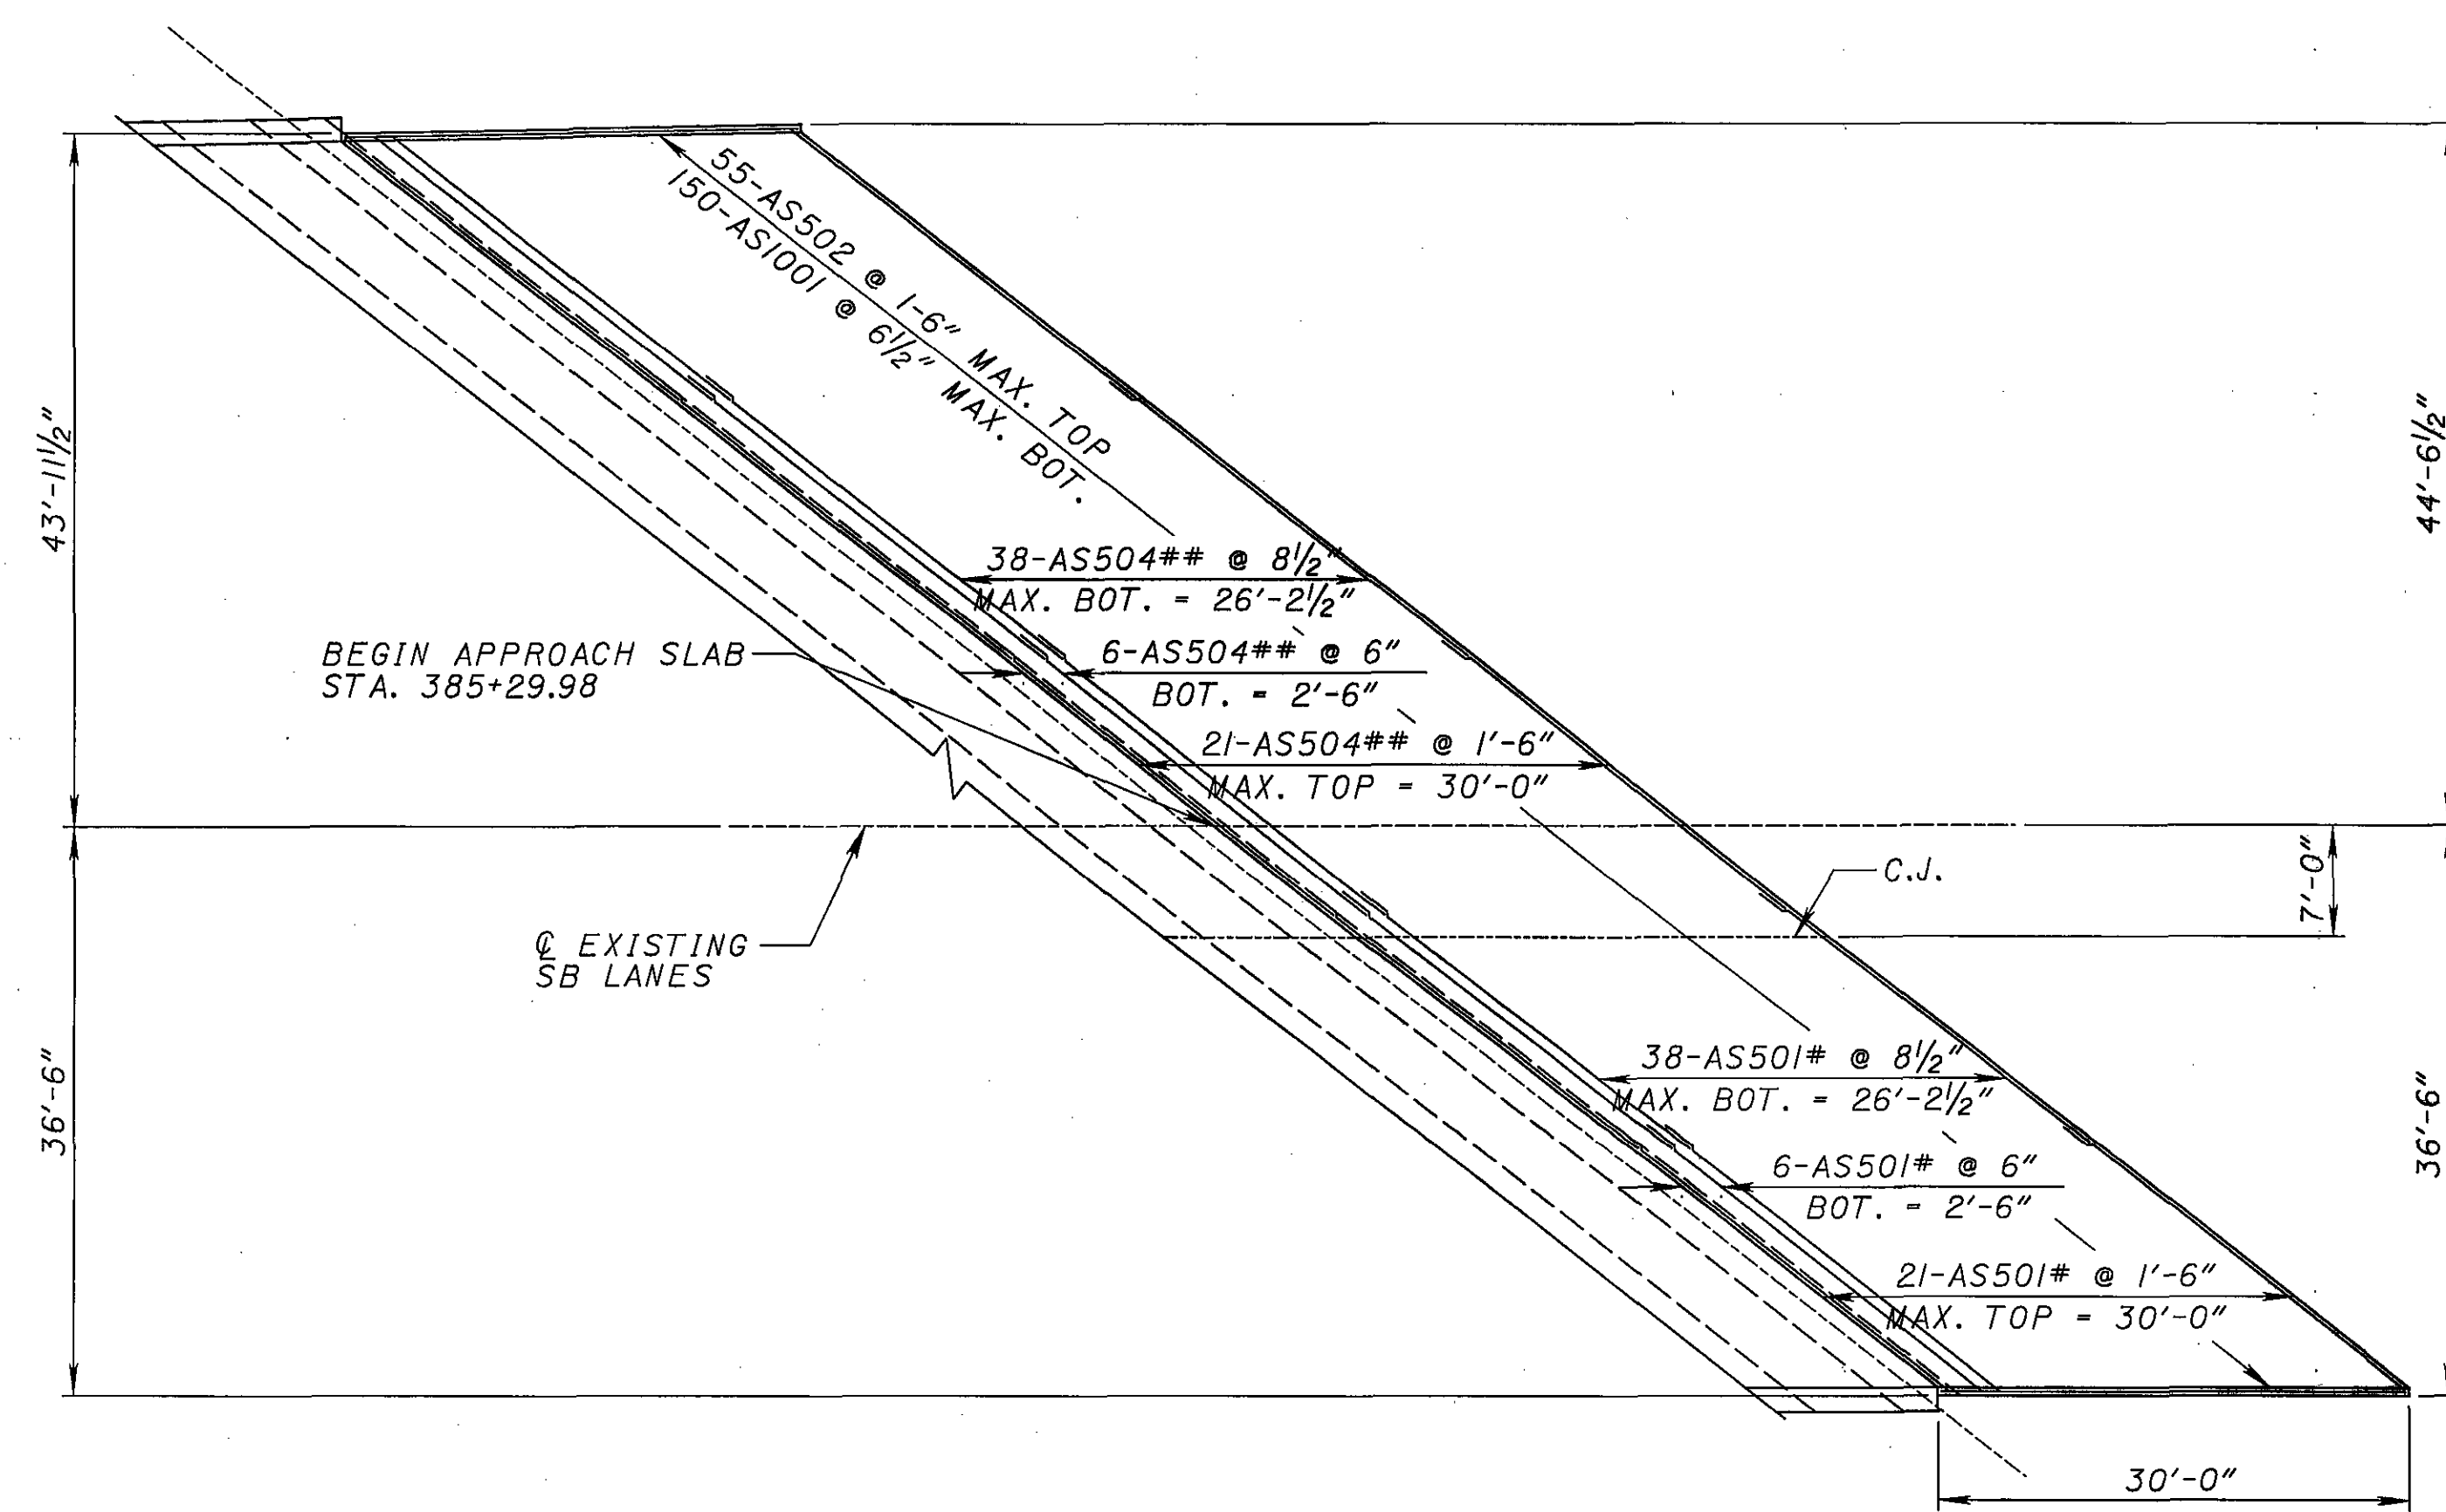 55-AS502 @ 1-6" MAX. TOP
150-AS1001 @ 6½" MAX. BOT.
43'-11½"
44'-6½"
38-AS504## @ 8½"
MAX. BOT. = 26'-2½"
BEGIN APPROACH SLAB
STA. 385+29.98
6-AS504## @ 6"
BOT. = 2'-6"
21-AS504## @ 1'-6"
MAX. TOP = 30'-0"
C.J.
7'-0"
℄ EXISTING
SB LANES
36'-6"
36'-6"
38-AS501# @ 8½"
MAX. BOT. = 26'-2½"
6-AS501# @ 6"
BOT. = 2'-6"
21-AS501# @ 1'-6"
MAX. TOP = 30'-0"
30'-0"